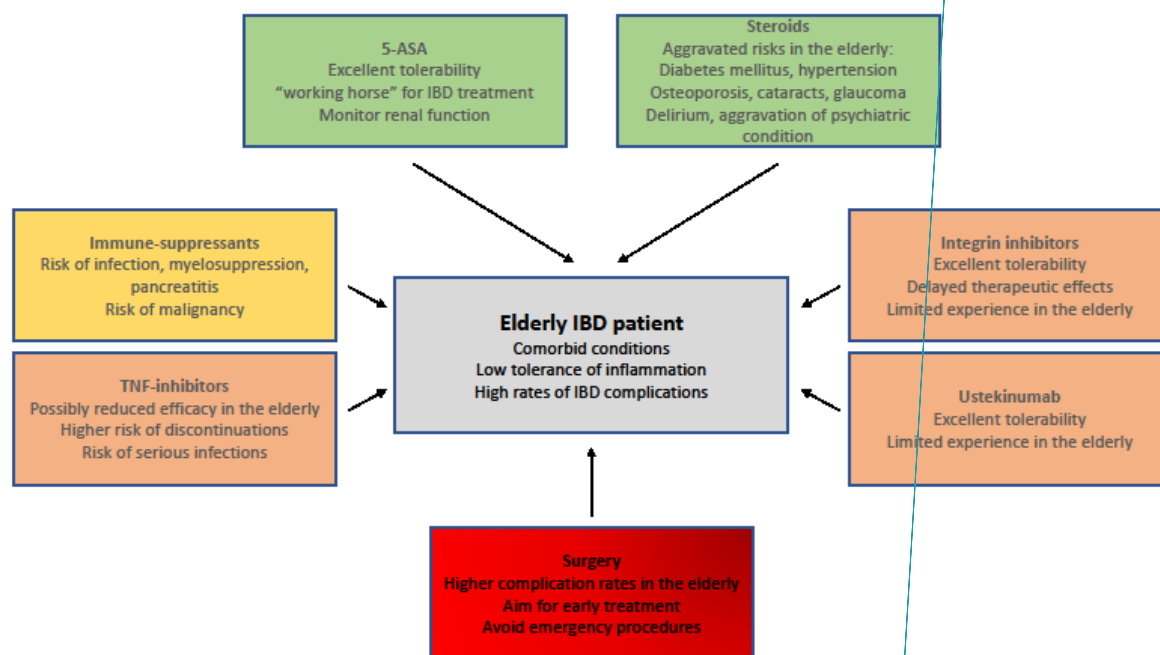 5-ASA
Excellent tolerability
“working horse” for IBD treatment
Monitor renal function
Steroids
Aggravated risks in the elderly:
Diabetes mellitus, hypertension
Osteoporosis, cataracts, glaucoma
Delirium, aggravation of psychiatric
condition
Immune-suppressants
Risk of infection, myelosuppression,
pancreatitis
Risk of malignancy
Elderly IBD patient
Comorbid conditions
Low tolerance of inflammation
High rates of IBD complications
Integrin inhibitors
Excellent tolerability
Delayed therapeutic effects
Limited experience in the elderly
TNF-inhibitors
Possibly reduced efficacy in the elderly
Higher risk of discontinuations
Risk of serious infections
Ustekinumab
Excellent tolerability
Limited experience in the elderly
Surgery
Higher complication rates in the elderly
Aim for early treatment
Avoid emergency procedures